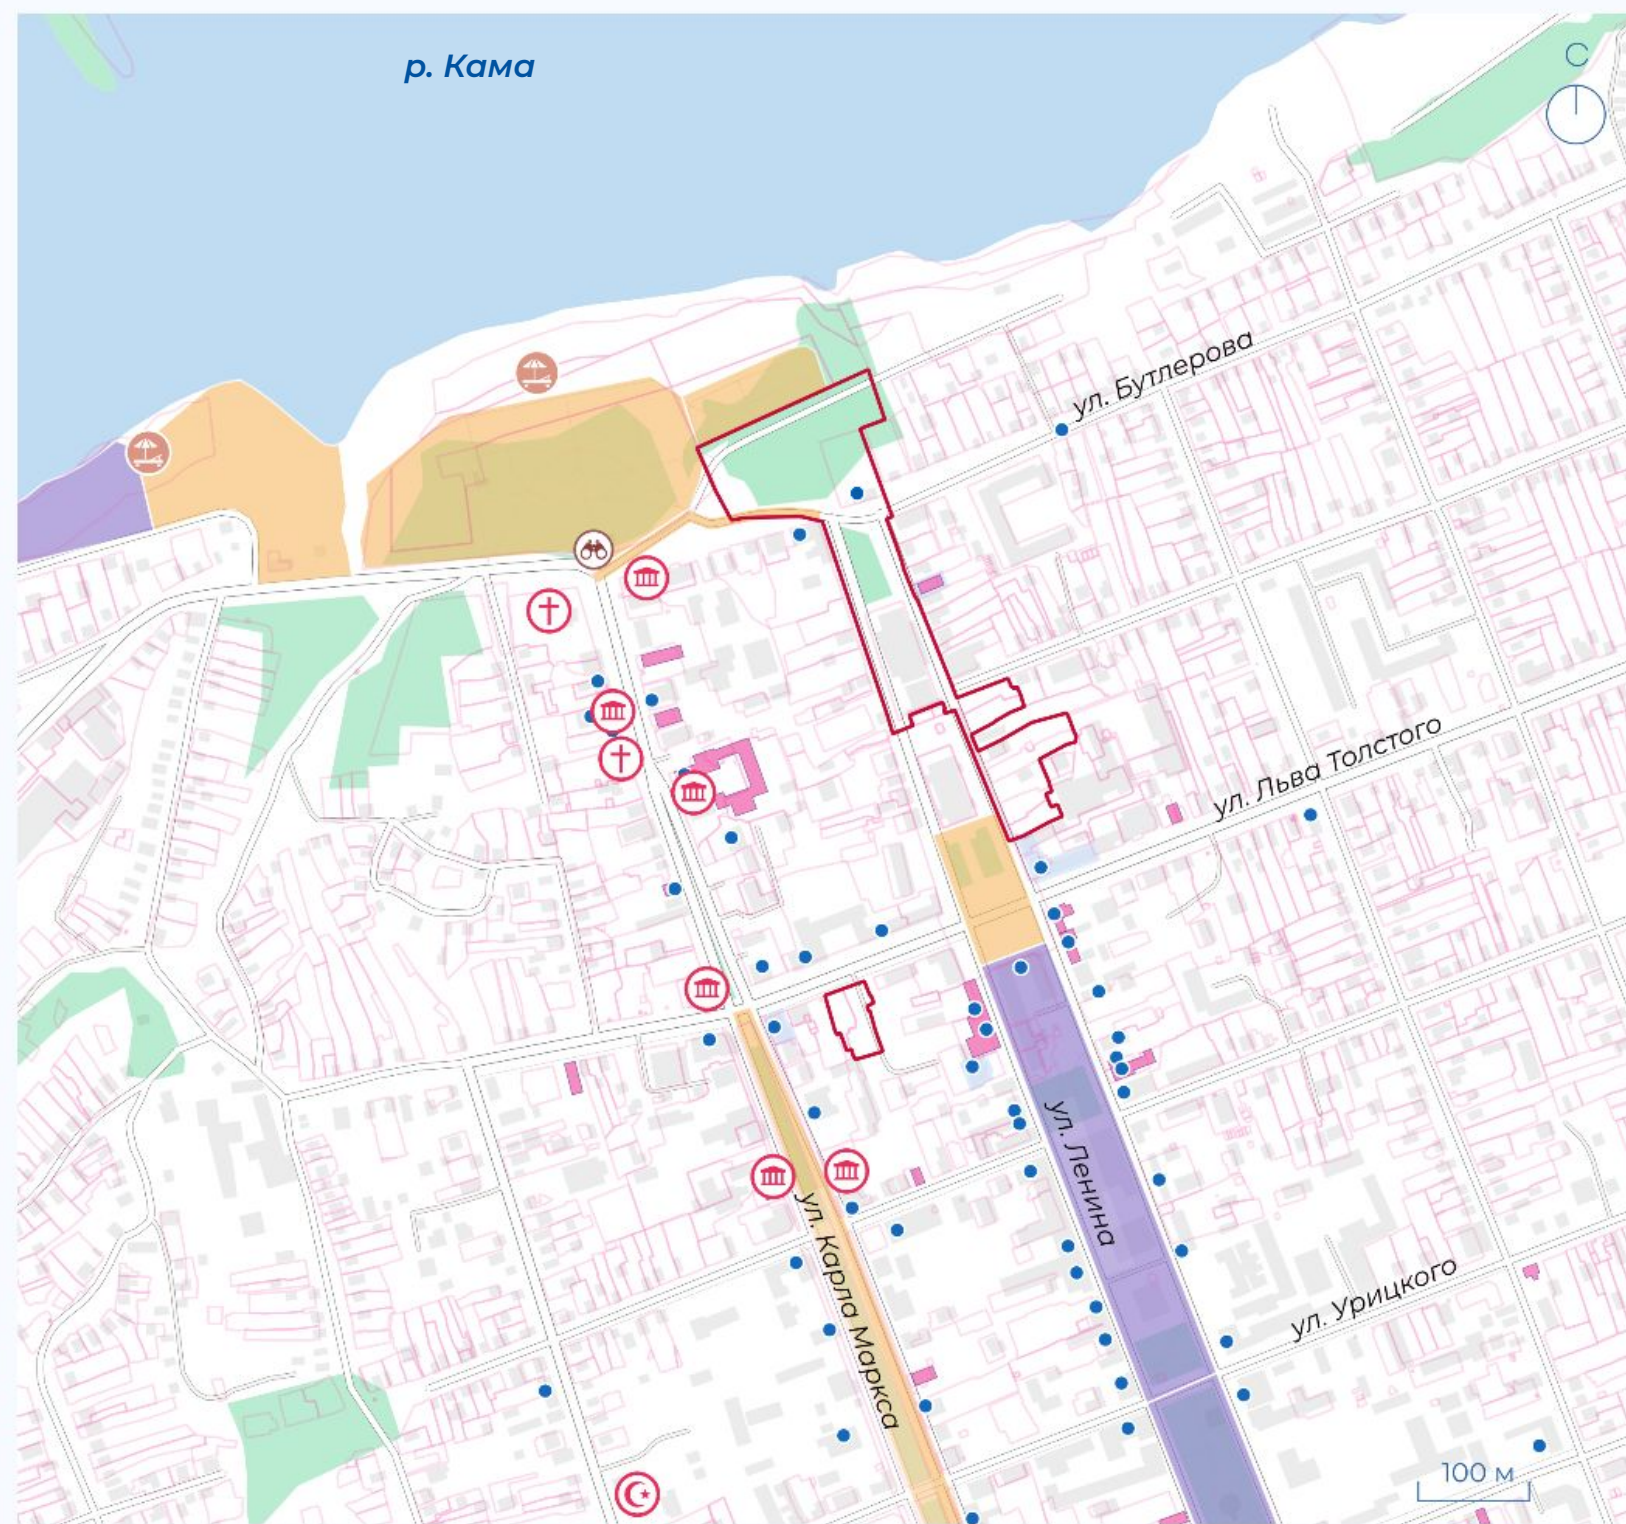 р. Кама
С
ул. Бутлерова
ул. Льва Толстого
ул. Ленина
ул. Карла Маркса
ул. Урицкого
100 м